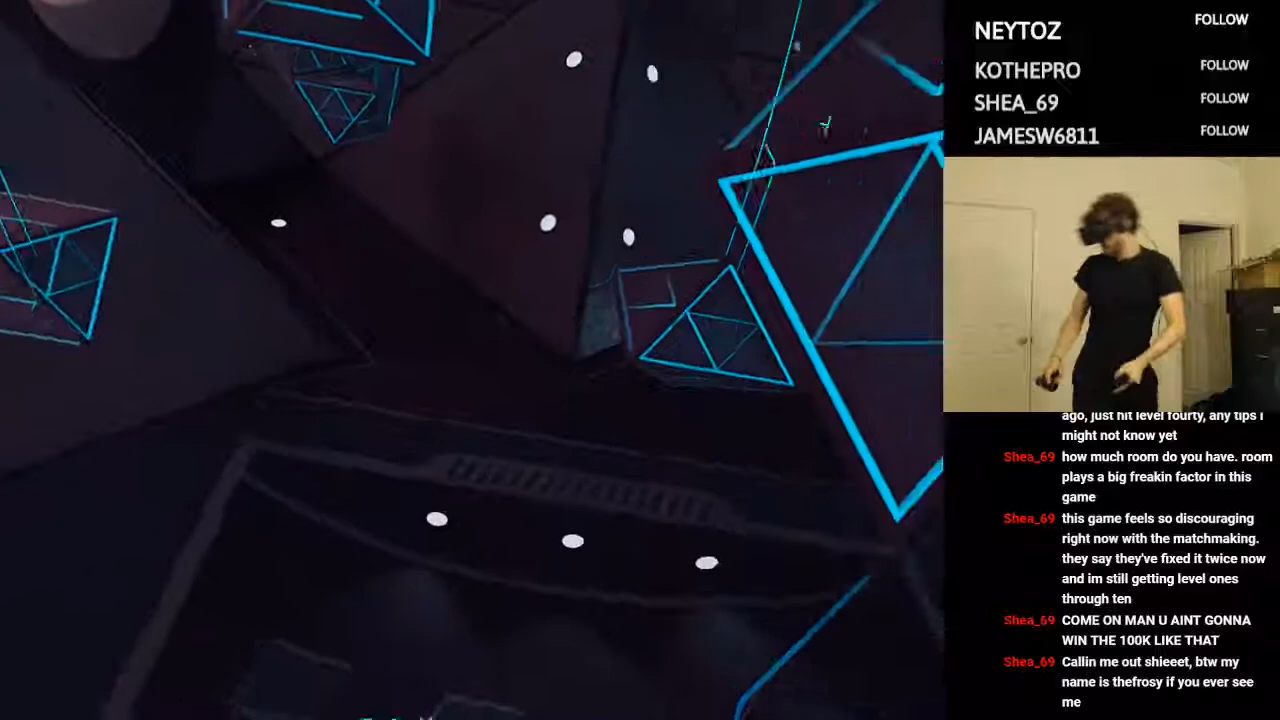 NEYTOZ FOLLOW
KOTHEPRO FOLLOW
SHEA_69 FOLLOW
JAMESW6811 FOLLOW
ago, just hit level fourty, any tips i
might not know yet
Shea_69 how much room do you have. room
plays a big freakin factor in this
game
Shea_69 this game feels so discouraging
right now with the matchmaking.
they say they've fixed it twice now
and im still getting level ones
through ten
Shea_69 COME ON MAN U AINT GONNA
WIN THE 100K LIKE THAT
Shea_69 Callin me out shieeet, btw my
name is thefrosy if you ever see
me